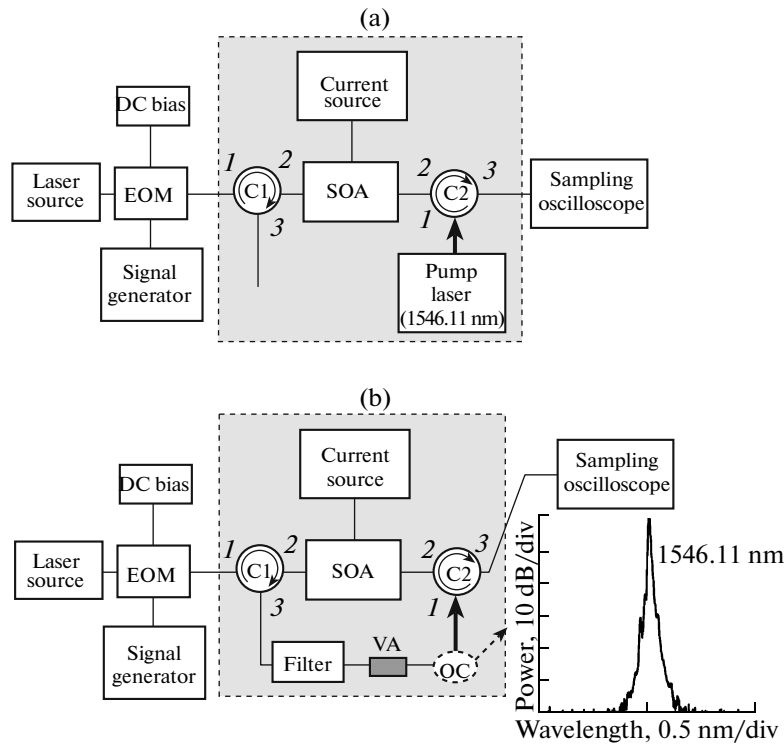 (a)
Current
source
DC bias
1
2
2
3
Laser
source
EOM
C1
SOA
C2
Sampling
oscilloscope
3
1
Signal
generator
Pump
laser
(1546.11 nm)
(b)
Current
source
Sampling
oscilloscope
DC bias
1
2
2
3
Laser
source
EOM
C1
SOA
C2
1546.11 nm
3
1
Signal
generator
Filter
VA
OC
Power, 10 dB/div
Wavelength, 0.5 nm/div